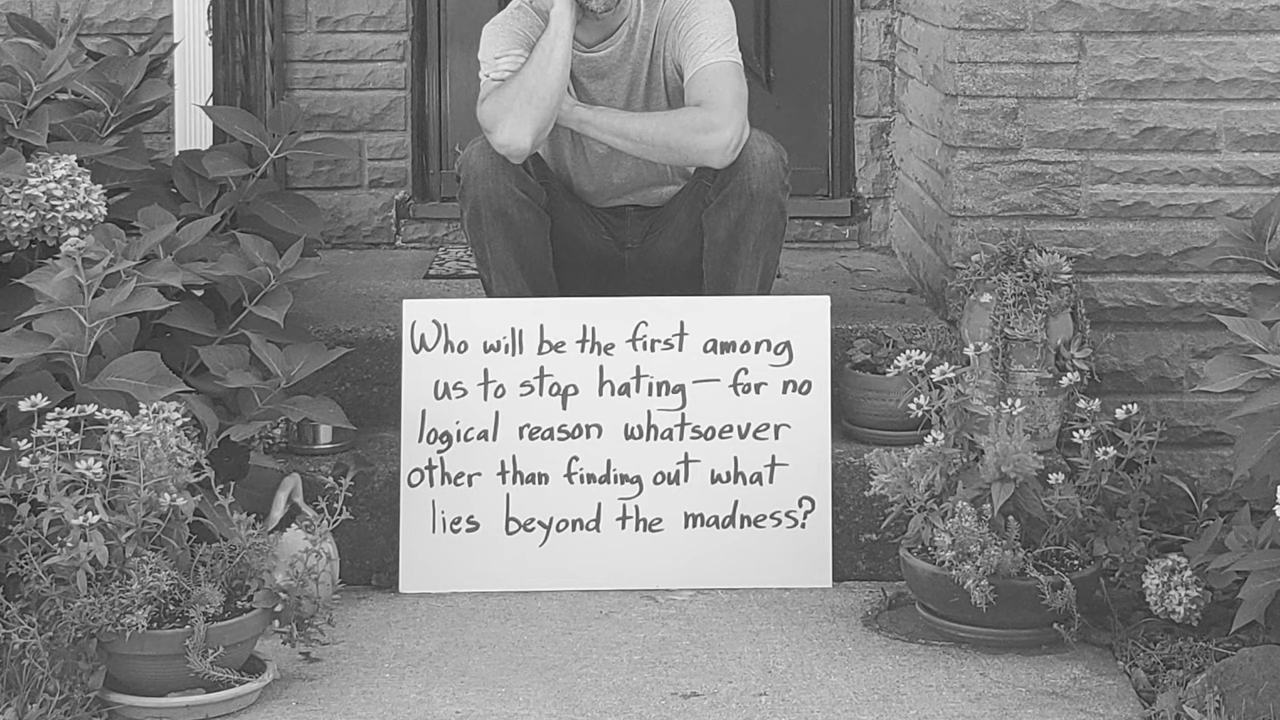 Who will be the first among
us to stop hating — for no
logical reason whatsoever
other than finding out what
lies beyond the madness?